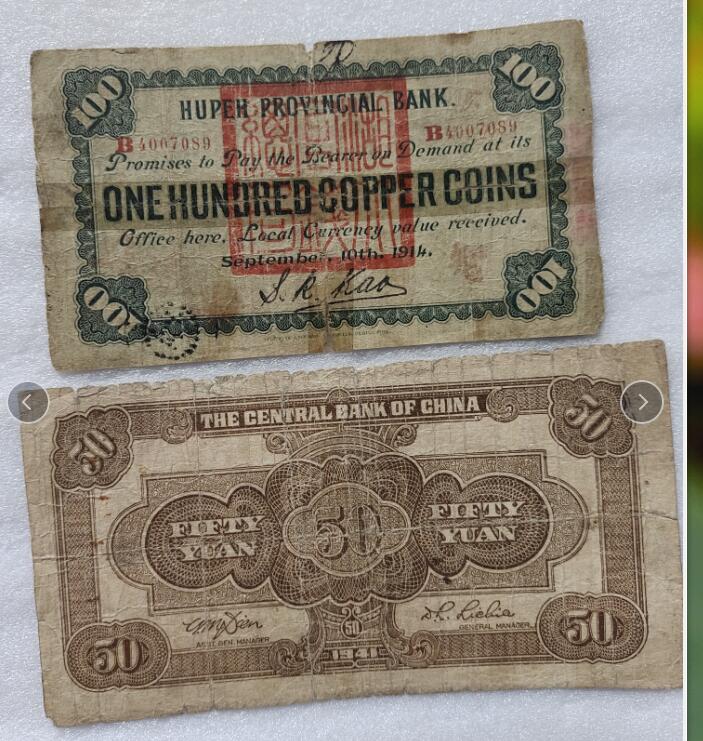 100
100
HUPEH PROVINCIAL BANK.
B4007089
B4007089
Promises to Pay the Bearer on Demand at its
ONE HUNDRED COPPER COINS
Office here, Local Currency value received.
September, 10th, 1914.
S. R. Kao
100
100
THE CENTRAL BANK OF CHINA
50
50
FIFTY
YUAN
50
FIFTY
YUAN
50
ASST. GEN. MANAGER
GENERAL MANAGER
50
50
1941